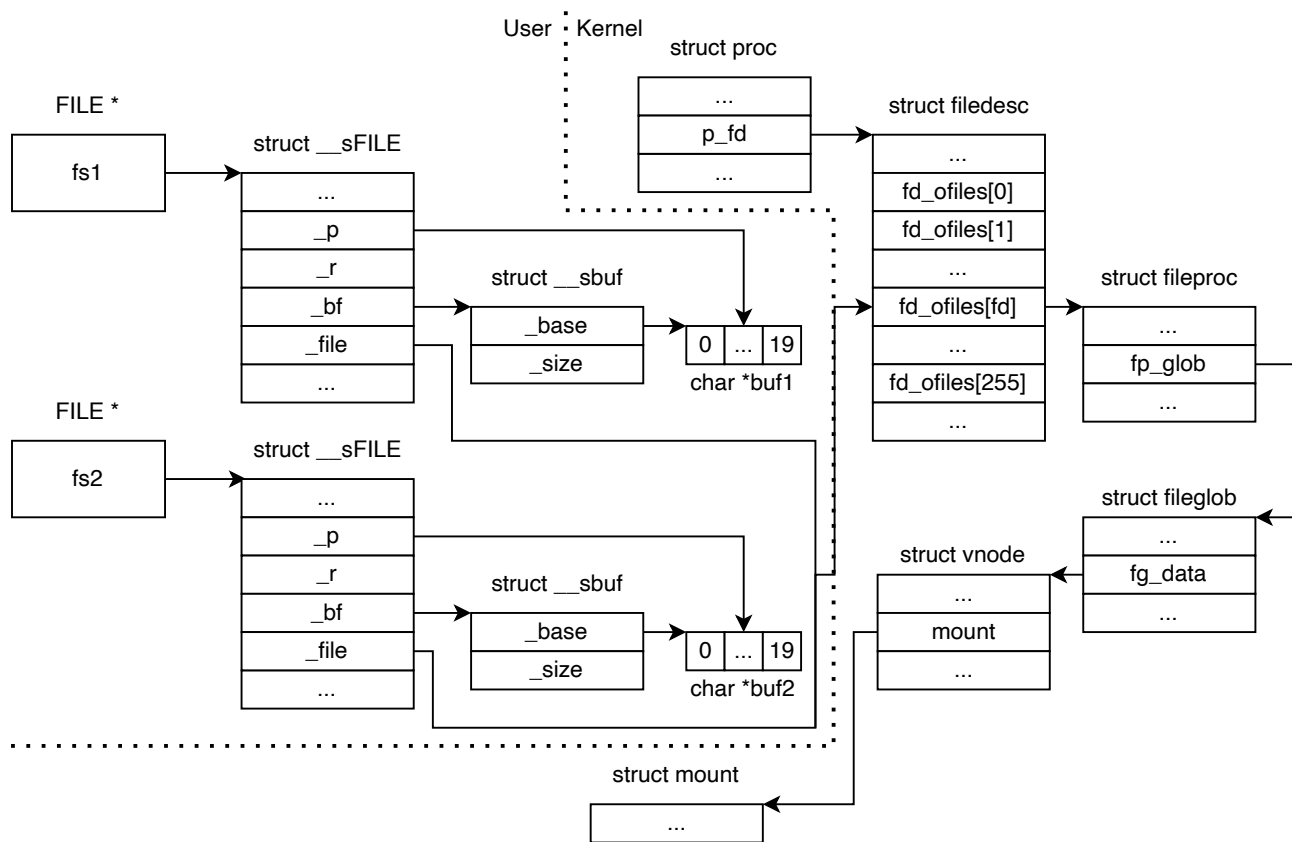 User
Kernel
struct proc
...
p_fd
...
struct filedesc
...
fd_ofiles[0]
fd_ofiles[1]
...
fd_ofiles[fd]
...
fd_ofiles[255]
...
struct fileproc
...
fp_glob
...
struct fileglob
...
fg_data
...
struct vnode
...
mount
...
struct mount
...
FILE *
fs1
struct __sFILE
...
_p
_r
_bf
_file
...
struct __sbuf
_base
_size
0 ... 19
char *buf1
FILE *
fs2
struct __sFILE
...
_p
_r
_bf
_file
...
struct __sbuf
_base
_size
0 ... 19
char *buf2